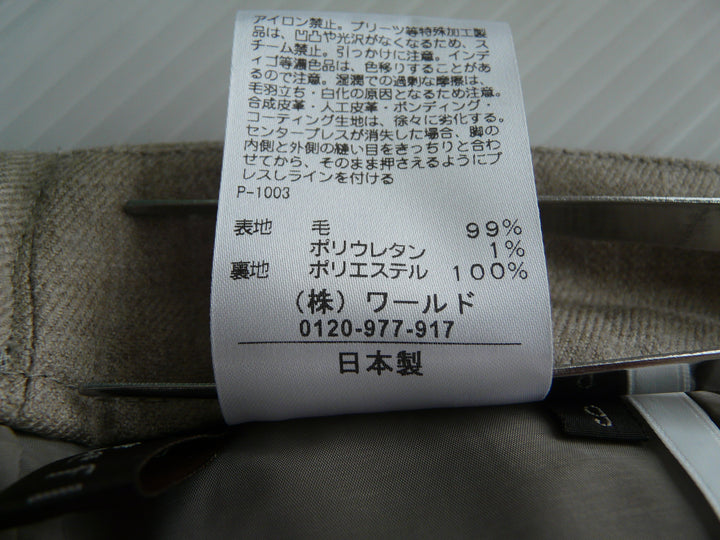 アイロン禁止。プリーツ等特殊加工製
品は、凹凸や光沢がなくなるため、ス
チーム禁止。引っかけに注意。インデ
ィゴ等濃色品は、色移りすることがあ
るので注意。湿潤での過剰な摩擦は、
毛羽立ち・白化の原因となるため注意。
合成皮革・人工皮革・ボンディング・
コーティング生地は、徐々に劣化する。
センタープレスが消失した場合、脚の
内側と外側の縫い目をきっちりと合わ
せてから、そのまま押さえるようにプ
レスしラインを付ける
P-1003
表地 毛 99%
ポリウレタン 1%
裏地 ポリエステル 100%
(株) ワールド
0120-977-917
日本製